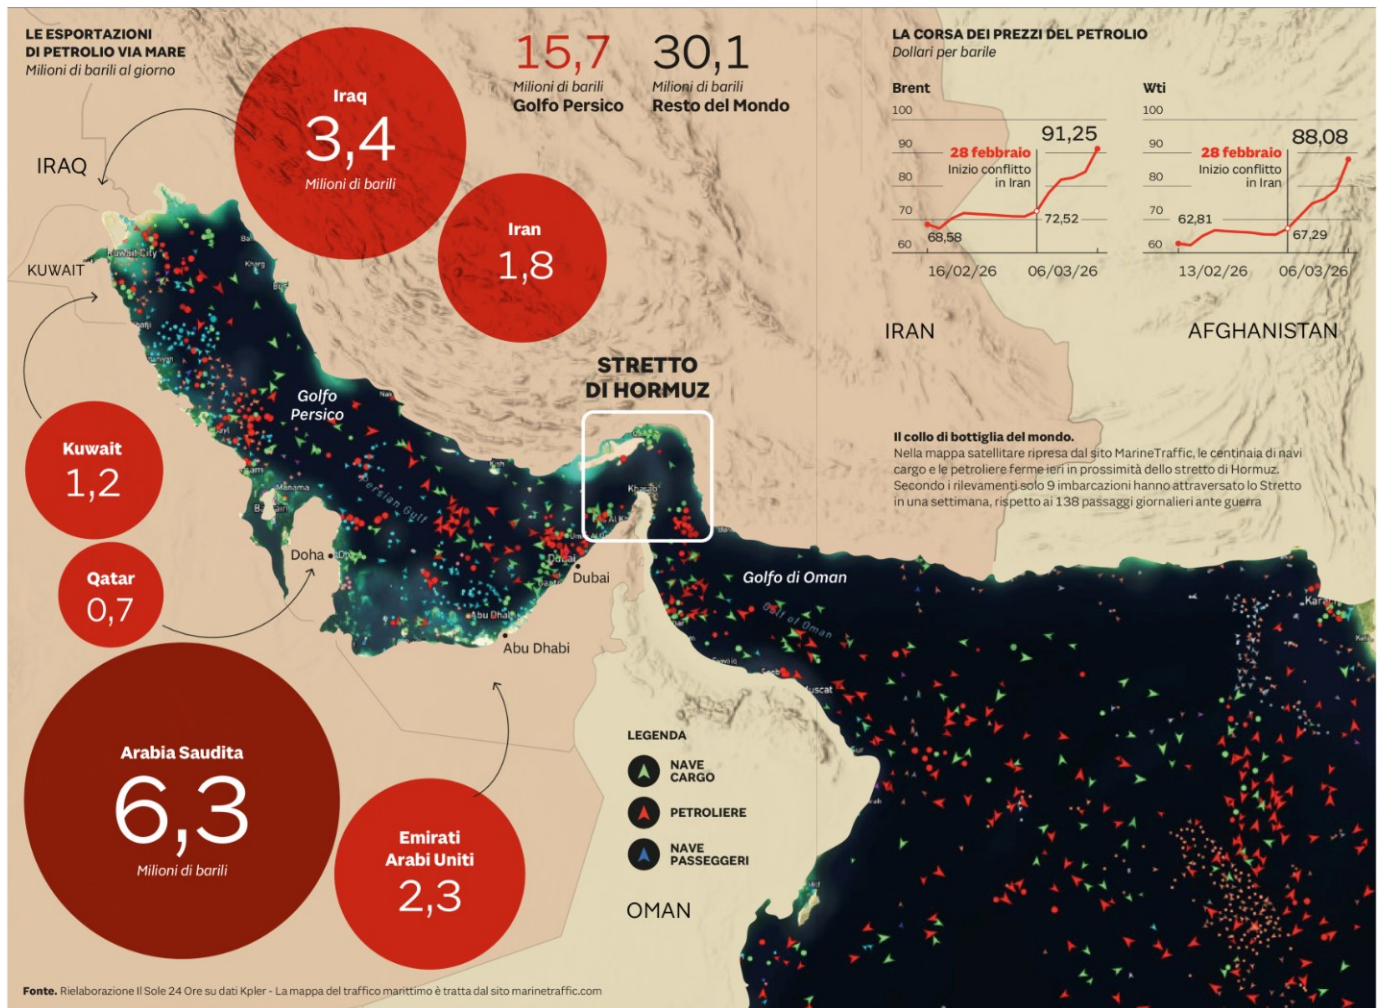 LE ESPORTAZIONI
DI PETROLIO VIA MARE
Milioni di barili al giorno
Iraq
3,4
Milioni di barili
15,7
Milioni di barili
Golfo Persico
30,1
Milioni di barili
Resto del Mondo
LA CORSA DEI PREZZI DEL PETROLIO
Dollari per barile
Brent
100
90
80
70
60
91,25
28 febbraio
Inizio conflitto
in Iran
72,52
68,58
16/02/26
06/03/26
Wti
100
90
80
70
60
88,08
28 febbraio
Inizio conflitto
in Iran
62,81
67,29
13/02/26
06/03/26
IRAQ
Iran
1,8
KUWAIT
Kuwait City
Kharg
IRAN
AFGHANISTAN
STRETTO
DI HORMUZ
Golfo
Persico
Persian Gulf
Kish
Khasab
Manama
Kuwait
1,2
Il collo di bottiglia del mondo.
Nella mappa satellitare ripresa dal sito MarineTraffic, le centinaia di navi
cargo e le petroliere ferme ieri in prossimità dello stretto di Hormuz.
Secondo i rilevamenti solo 9 imbarcazioni hanno attraversato lo Stretto
in una settimana, rispetto ai 138 passaggi giornalieri ante guerra
Doha
Dubai
Dubai
Qatar
0,7
Golfo di Oman
Gulf of Oman
Abu Dhabi
Abu Dhabi
Seeb
Muscat
Sur
Arabia Saudita
6,3
Milioni di barili
Emirati
Arabi Uniti
2,3
LEGENDA
NAVE
CARGO
PETROLIERE
NAVE
PASSEGGERI
OMAN
Fonte. Rielaborazione Il Sole 24 Ore su dati Kpler - La mappa del traffico marittimo è tratta dal sito marinetraffic.com